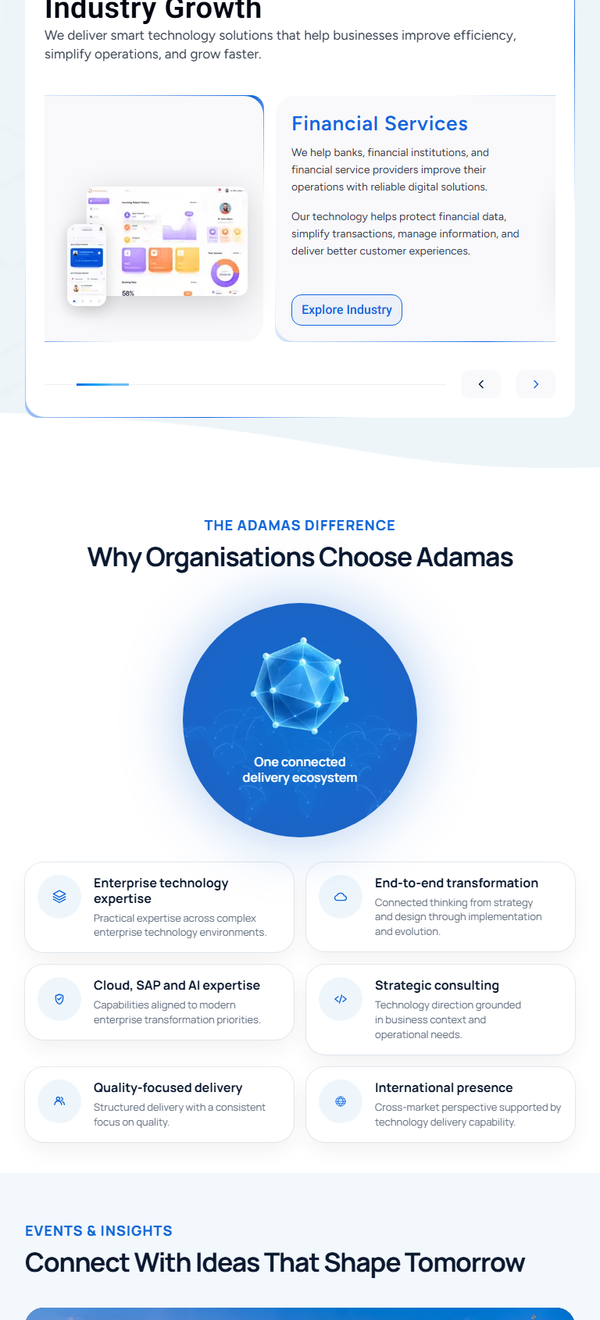 Industry Growth
We deliver smart technology solutions that help businesses improve efficiency,
simplify operations, and grow faster.
58%
Financial Services
We help banks, financial institutions, and
financial service providers improve their
operations with reliable digital solutions.
Our technology helps protect financial data,
simplify transactions, manage information, and
deliver better customer experiences.
Explore Industry
THE ADAMAS DIFFERENCE
Why Organisations Choose Adamas
One connected
delivery ecosystem
Enterprise technology
expertise
Practical expertise across complex
enterprise technology environments.
End-to-end transformation
Connected thinking from strategy
and design through implementation
and evolution.
Cloud, SAP and AI expertise
Capabilities aligned to modern
enterprise transformation priorities.
Strategic consulting
Technology direction grounded
in business context and
operational needs.
Quality-focused delivery
Structured delivery with a consistent
focus on quality.
International presence
Cross-market perspective supported by
technology delivery capability.
EVENTS & INSIGHTS
Connect With Ideas That Shape Tomorrow